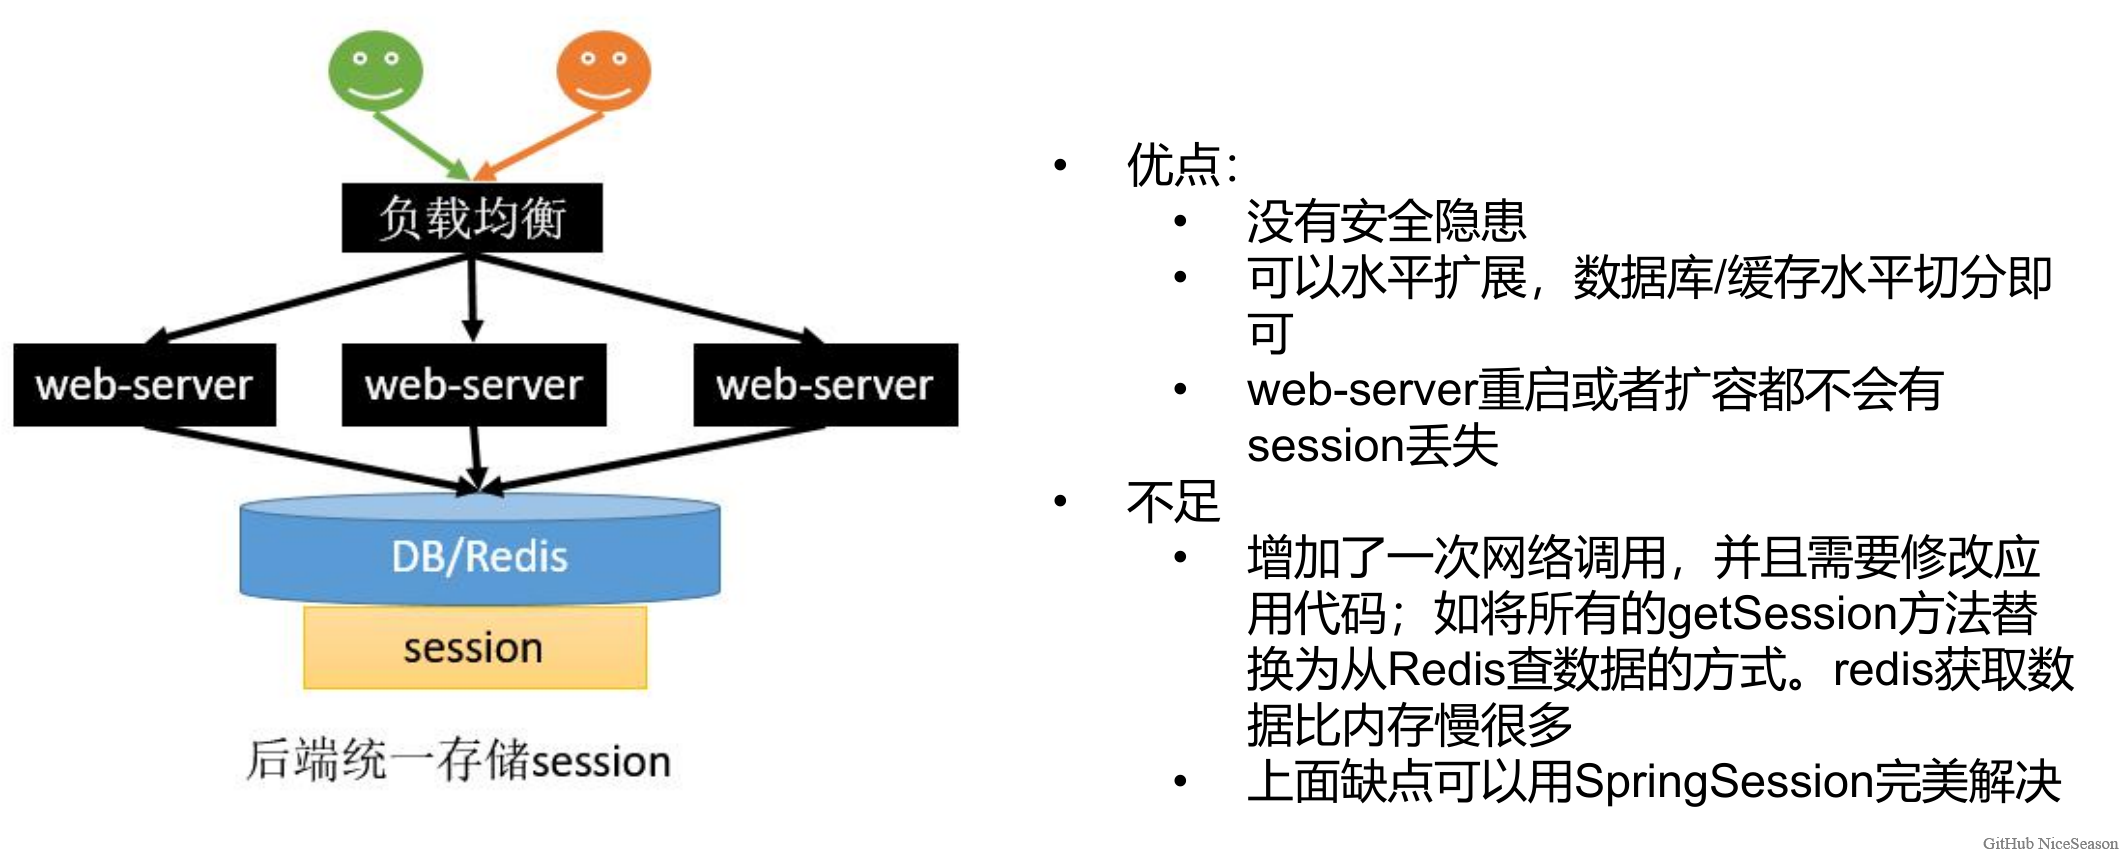 负载均衡
web-server
web-server
web-server
DB/Redis
session
后端统一存储session
• 优点：
• 没有安全隐患
• 可以水平扩展，数据库/缓存水平切分即
可
• web-server重启或者扩容都不会有
session丢失
• 不足
• 增加了一次网络调用，并且需要修改应
用代码；如将所有的getSession方法替
换为从Redis查数据的方式。redis获取数
据比内存慢很多
• 上面缺点可以用SpringSession完美解决
GitHub NiceSeason